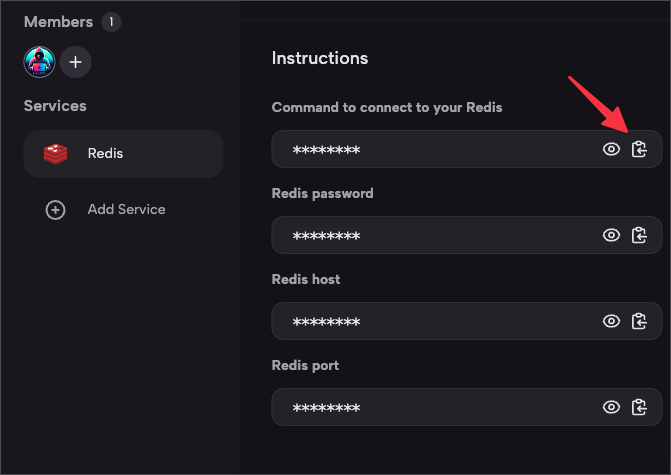 Members 1
Services
Redis
Add Service
Instructions
Command to connect to your Redis
********
Redis password
********
Redis host
********
Redis port
********